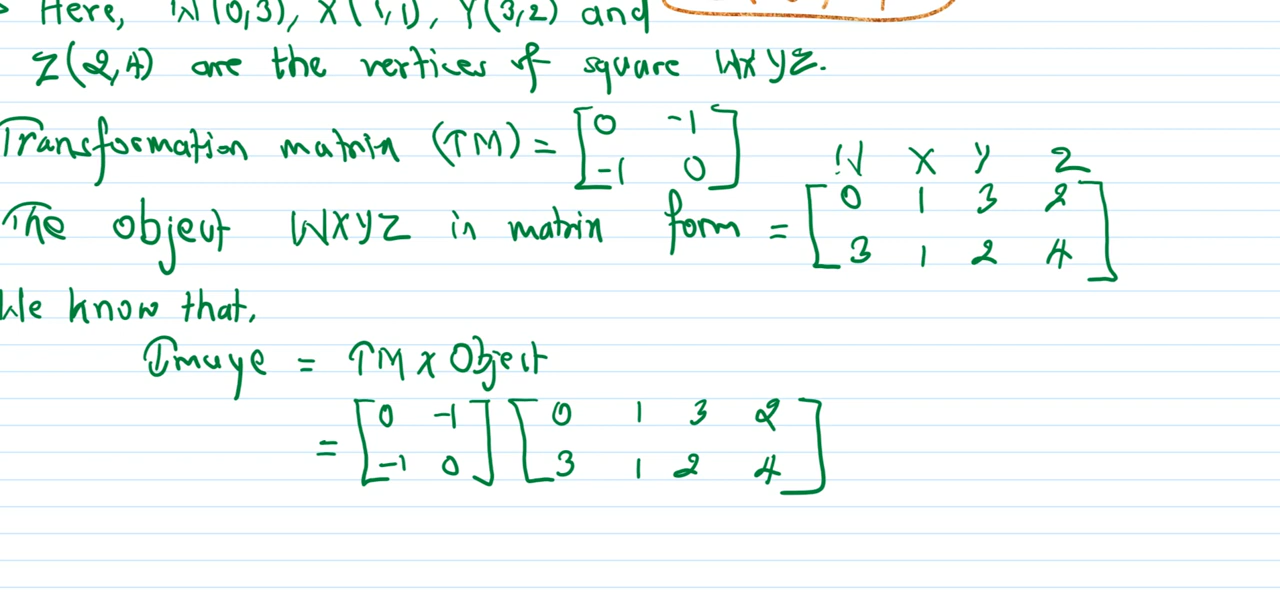 Here, W(0,3), X(1,1), Y(3,2) and
Z(2,4) are the vertices of square WXYZ.
Transformation matrix (TM) = [0 -1
-1 0]
W X Y Z
The object WXYZ in matrix form = [0 1 3 2
3 1 2 4]
We know that,
Image = TM x Object
= [0 -1 [0 1 3 2
-1 0] 3 1 2 4]